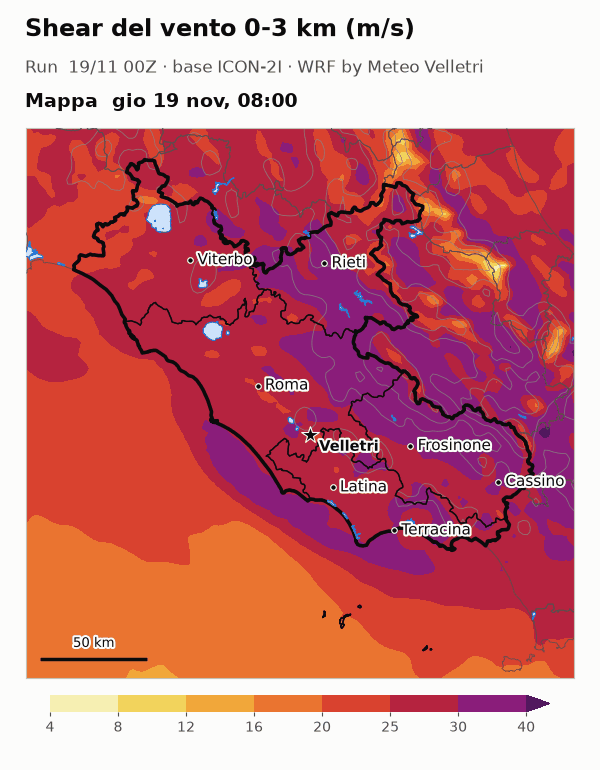 Shear del vento 0-3 km (m/s)
Run  19/11 00Z · base ICON-2I · WRF by Meteo Velletri
Mappa  gio 19 nov, 08:00
Viterbo
Rieti
Roma
Velletri
Frosinone
Cassino
Latina
Terracina
50 km
4 8 12 16 20 25 30 40